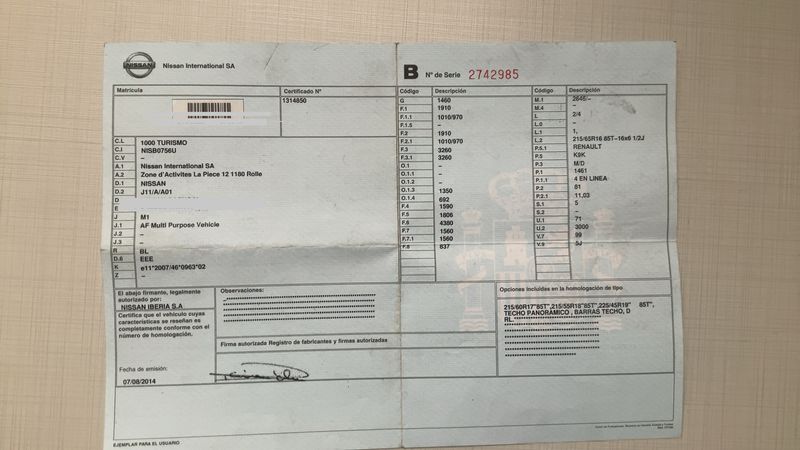 NISSAN
Nissan International SA
B Nº de Serie 2742985
Matrícula
Certificado Nº
1314850
C.L 1000 TURISMO
C.I NISB0756U
C.V –
A.1 Nissan International SA
A.2 Zone d'Activites La Piece 12 1180 Rolle
D.1 NISSAN
D.2 J11/A/A01
D
E
J M1
J.1 AF Multi Purpose Vehicle
J.2 –
J.3 –
R BL
D.6 EEE
K e11*2007/46*0963*02
Z –
Código Descripción
G 1460
F.1 1910
F.1.1 1010/970
F.1.5 –
F.2 1910
F.2.1 1010/970
F.3 3260
F.3.1 3260
O.1 –
O.1.1 –
O.1.2 –
O.1.3 1350
O.1.4 692
F.4 1590
F.5 1806
F.6 4380
F.7 1560
F.7.1 1560
F.8 837
Código Descripción
M.1 2646/–
M.4 –
L 2/4
L.0 –
L.1 1,
L.2 215/65R16 85T–16x6 1/2J
P.5.1 RENAULT
P.5 K9K
P.3 M/D
P.1 1461
P.1.1 4 EN LINEA
P.2 81
P.2.1 11,03
S.1 5
S.2 –
U.1 71
U.2 3000
V.7 99
V.9 5J
El abajo firmante, legalmente
autorizado por:
NISSAN IBERIA S.A
Certifica que el vehículo cuyas
características se reseñan es
completamente conforme con el
número de homologación.
Fecha de emisión:
07/08/2014
Observaciones:
Firma autorizada Registro de fabricantes y firmas autorizadas
Opciones incluidas en la homologación de tipo
215/60R17"85T",215/55R18"85T",225/45R19" 85T",
TECHO PANORAMICO , BARRAS TECHO, D
RL.
EJEMPLAR PARA EL USUARIO